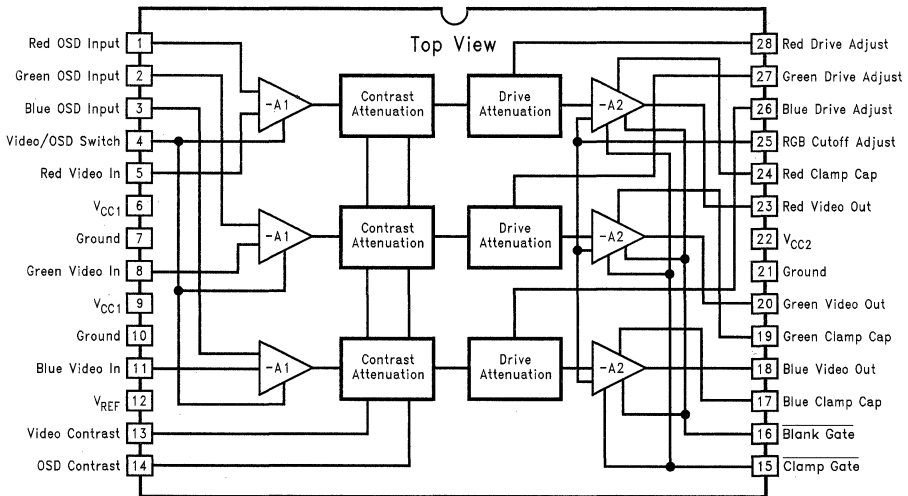 Top View
Red OSD Input 1
Green OSD Input 2
Blue OSD Input 3
Video/OSD Switch 4
Red Video In 5
VCC1 6
Ground 7
Green Video In 8
VCC1 9
Ground 10
Blue Video In 11
VREF 12
Video Contrast 13
OSD Contrast 14
-A1
Contrast
Attenuation
Drive
Attenuation
-A2
-A1
Contrast
Attenuation
Drive
Attenuation
-A2
-A1
Contrast
Attenuation
Drive
Attenuation
-A2
28 Red Drive Adjust
27 Green Drive Adjust
26 Blue Drive Adjust
25 RGB Cutoff Adjust
24 Red Clamp Cap
23 Red Video Out
22 VCC2
21 Ground
20 Green Video Out
19 Green Clamp Cap
18 Blue Video Out
17 Blue Clamp Cap
16 Blank Gate
15 Clamp Gate